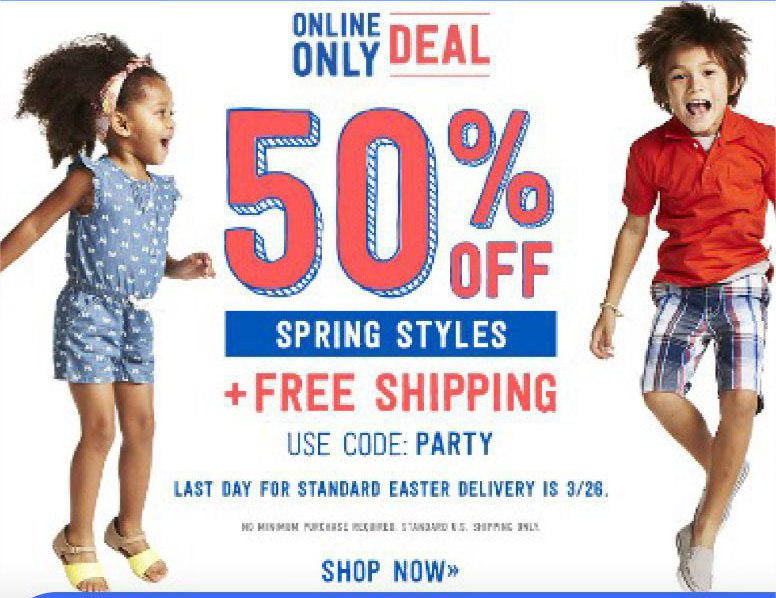 ONLINE
ONLY DEAL
50%
OFF
SPRING STYLES
+FREE SHIPPING
USE CODE: PARTY
LAST DAY FOR STANDARD EASTER DELIVERY IS 3/26.
NO MINIMUM PURCHASE REQUIRED. STANDARD U.S. SHIPPING ONLY.
SHOP NOW»